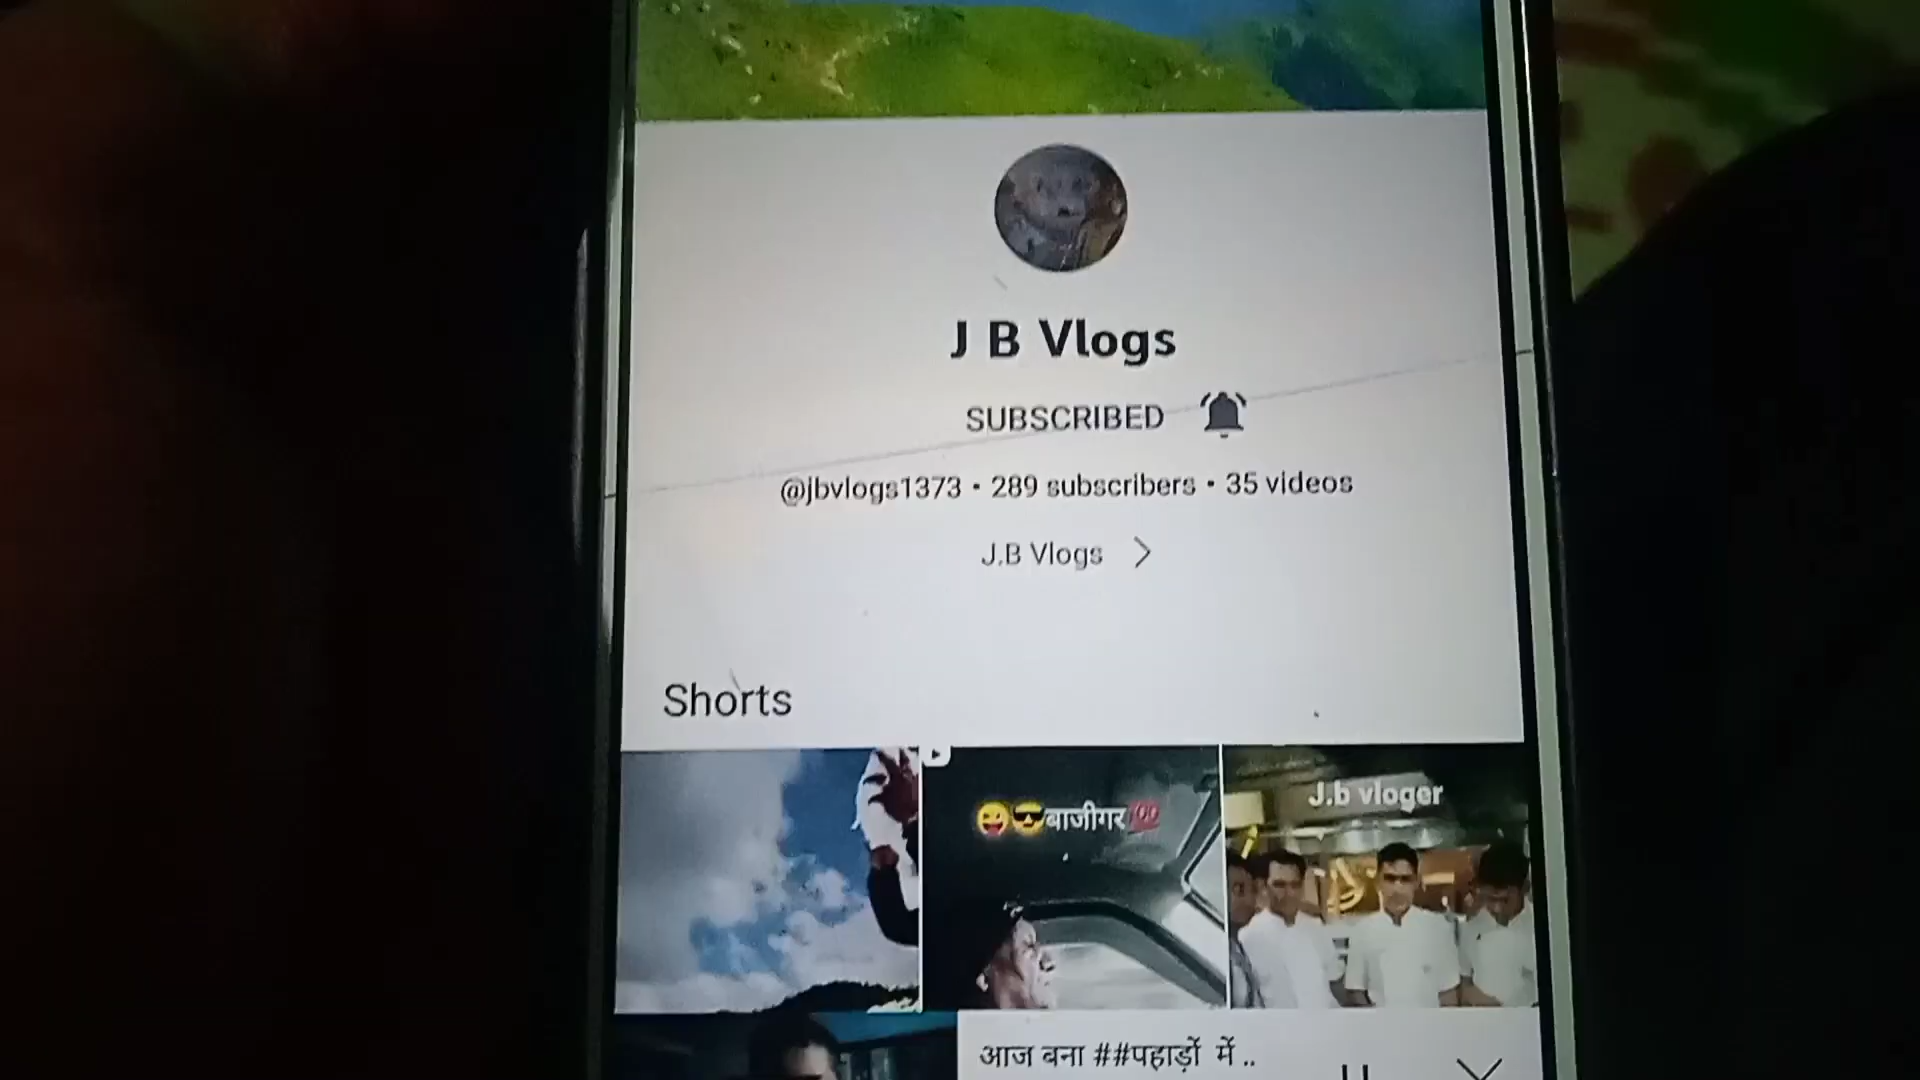 J B Vlogs
SUBSCRIBED
@jbvlogs1373 • 289 subscribers • 35 videos
J.B Vlogs
Shorts
😜😎बाजीगर💯
J.b vloger
आज बना ##पहाड़ों में ..